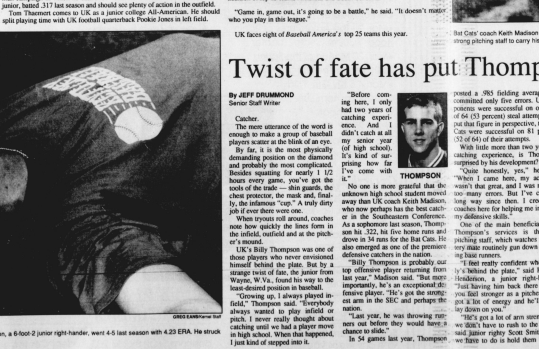 junior, batted .317 last season and should see plenty of action in the outfield.
Tom Thaemert comes to UK as a junior college All-American. He should
split playing time with UK football quarterback Pookie Jones in left field.
GREG EANS/Kernel Staff
n, a 6-foot-2 junior right-hander, went 4-5 last season with 4.23 ERA. He struck
"Game in, game out, it's going to be a battle," he said. "It doesn't matter
who you play in this league."
UK faces eight of Baseball America's top 25 teams this year.
Bat Cats' coach Keith Madison
strong pitching staff to carry his
Twist of fate has put Thomp
By JEFF DRUMMOND
Senior Staff Writer
Catcher.
The mere utterance of the word is
enough to make a group of baseball
players scatter at the blink of an eye.
By far, it is the most physically
demanding position on the diamond
and probably the most complicated.
Besides squatting for nearly 1 1/2
hours every game, you've got the
tools of the trade — shin guards, the
chest protector, the mask and, final-
ly, the infamous "cup." A truly dirty
job if ever there were one.
When tryouts roll around, coaches
note how quickly the lines form in
the infield, outfield and at the pitch-
er's mound.
UK's Billy Thompson was one of
those players who never envisioned
himself behind the plate. But by a
strange twist of fate, the junior from
Wayne, W.Va., found his way to the
least-desired position in baseball.
"Growing up, I always played in-
field," Thompson said. "Everyone
always wanted to play infield or
pitch. I never really thought about
catching until we had a player move
in high school. When that happened,
I just kind of stepped into it.
"Before com-
ing here, I only
had two years of
catching experi-
ence. And I
didn't catch at all
my senior year
(of high school).
It's kind of sur-
prising how far
I've come with
it."
THOMPSON
No one is more grateful that the
unknown high school student moved
away than UK coach Keith Madison,
who now perhaps has the best catch-
er in the Southeastern Conference.
As a sophomore last season, Thomp-
son hit .322, hit five home runs and
drove in 34 runs for the Bat Cats. He
also emerged as one of the premiere
defensive catchers in the nation.
"Billy Thompson is probably our
top offensive player returning from
last year," Madison said. "But more
importantly, he's an exceptional de-
fensive player. "He's got the strong-
est arm in the SEC and perhaps the
nation.
"Last year, he was throwing run-
ners out before they would have a
chance to slide."
In 54 games last year, Thompson
posted a .985 fielding averag
committed only five errors. U
ponents were successful on o
of 64 (53 percent) steal attemp
put that figure in perspective,
Cats were successful on 81 p
(52 of 64) of their attempts.
With little more than two y
catching experience, is Tho
surprised by his development?
"Quite honestly, yes," he
"When I came here, my
wasn't that great, and I was
too many errors. But I've c
long way since then. I cre
coaches here for helping me i
my defensive skills."
One of the main beneficia
Thompson's services is th
pitching staff, which watches
sery mate routinely gun down
ing base runners.
"I feel really confident wh
ly's behind the plate," said
Henderson, a junior right-
"Just having him back there
you feel stronger as a pitche
got a lot of energy and he'll
lay down on you."
"He's got a lot of arm stren
we don't have to rush to the
said junior righty Scott Smit
we have to do is hold them